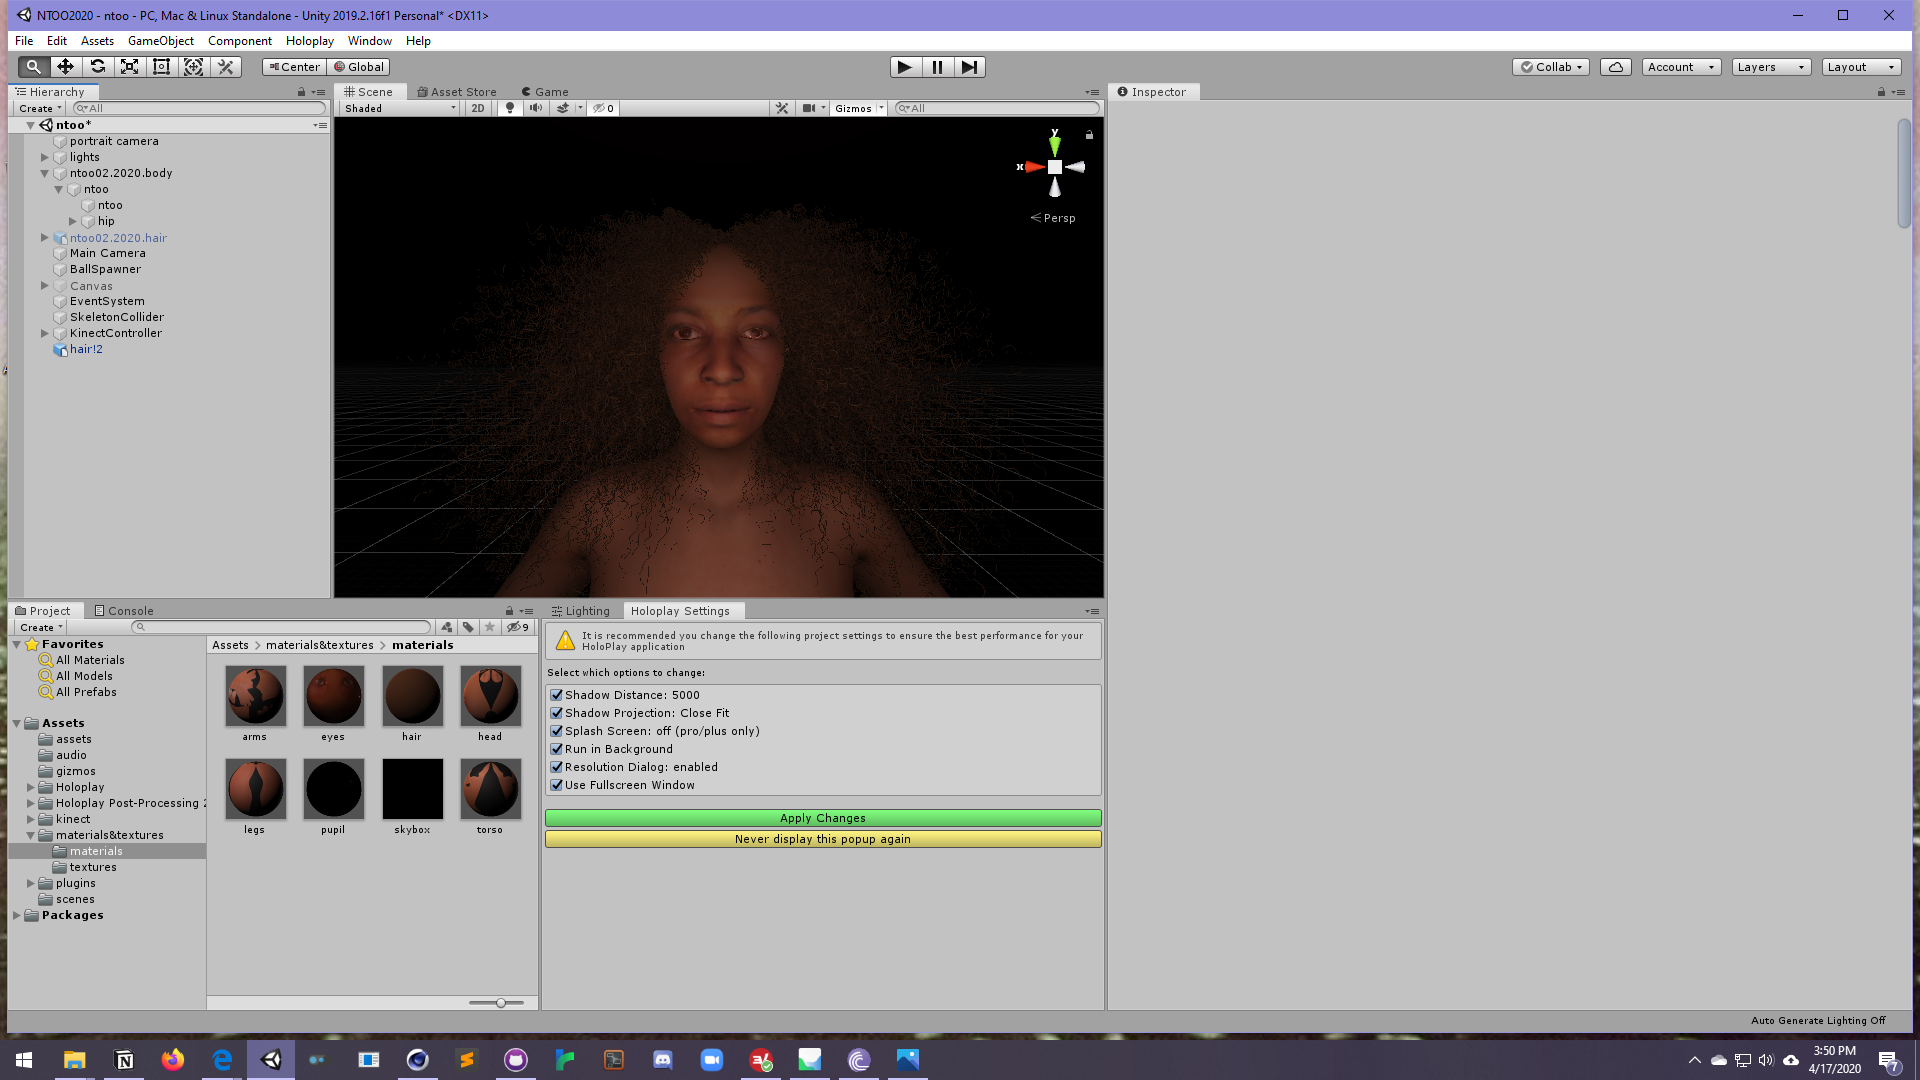 NTOO2020 - ntoo - PC, Mac & Linux Standalone - Unity 2019.2.16f1 Personal* <DX11>
File Edit Assets GameObject Component Holoplay Window Help
Center Global Collab Account Layers Layout
Hierarchy
Create All
ntoo*
portrait camera
lights
ntoo02.2020.body
ntoo
ntoo
hip
ntoo02.2020.hair
Main Camera
BallSpawner
Canvas
EventSystem
SkeletonCollider
KinectController
hair!2
Scene Asset Store Game
Shaded 2D 0 Gizmos All
y
x
Persp
Inspector
Project Console
Create 9
Favorites
All Materials
All Models
All Prefabs
Assets
assets
audio
gizmos
Holoplay
Holoplay Post-Processing 2
kinect
materials&textures
materials
textures
plugins
scenes
Packages
Assets > materials&textures > materials
arms eyes hair head
legs pupil skybox torso
Lighting Holoplay Settings
It is recommended you change the following project settings to ensure the best performance for your
HoloPlay application
Select which options to change:
Shadow Distance: 5000
Shadow Projection: Close Fit
Splash Screen: off (pro/plus only)
Run in Background
Resolution Dialog: enabled
Use Fullscreen Window
Apply Changes
Never display this popup again
Auto Generate Lighting Off
3:50 PM
4/17/2020
7